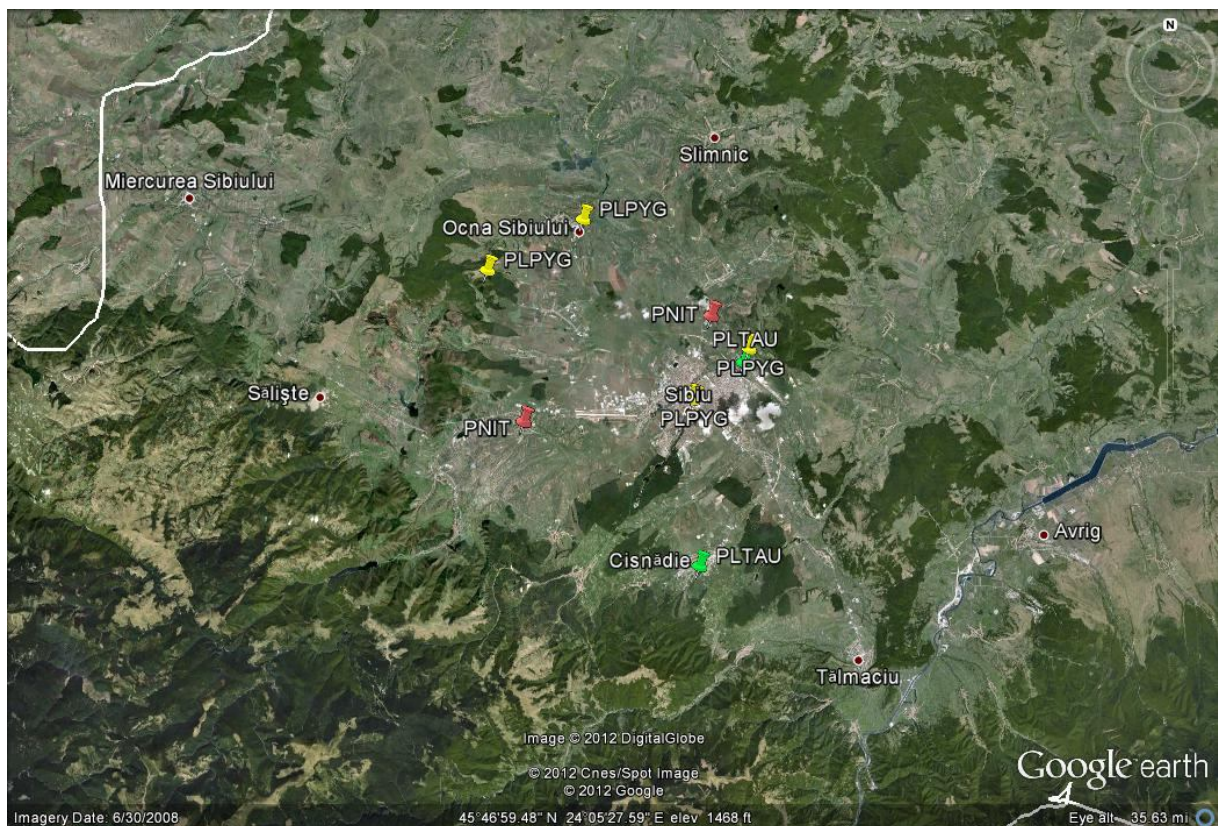 N
Slimnic
Miercurea Sibiului
PLPYG
Ocna Sibiului
PLPYG
PNIT
PLTAU
PLPYG
Sălişte
Sibiu
PLPYG
PNIT
Avrig
Cisnădie
PLTAU
Tălmaciu
Image © 2012 DigitalGlobe
© 2012 Cnes/Spot Image
© 2012 Google
Google earth
Imagery Date: 6/30/2008 45°46'59.48" N 24°05'27.59" E elev 1468 ft Eye alt 35.63 mi